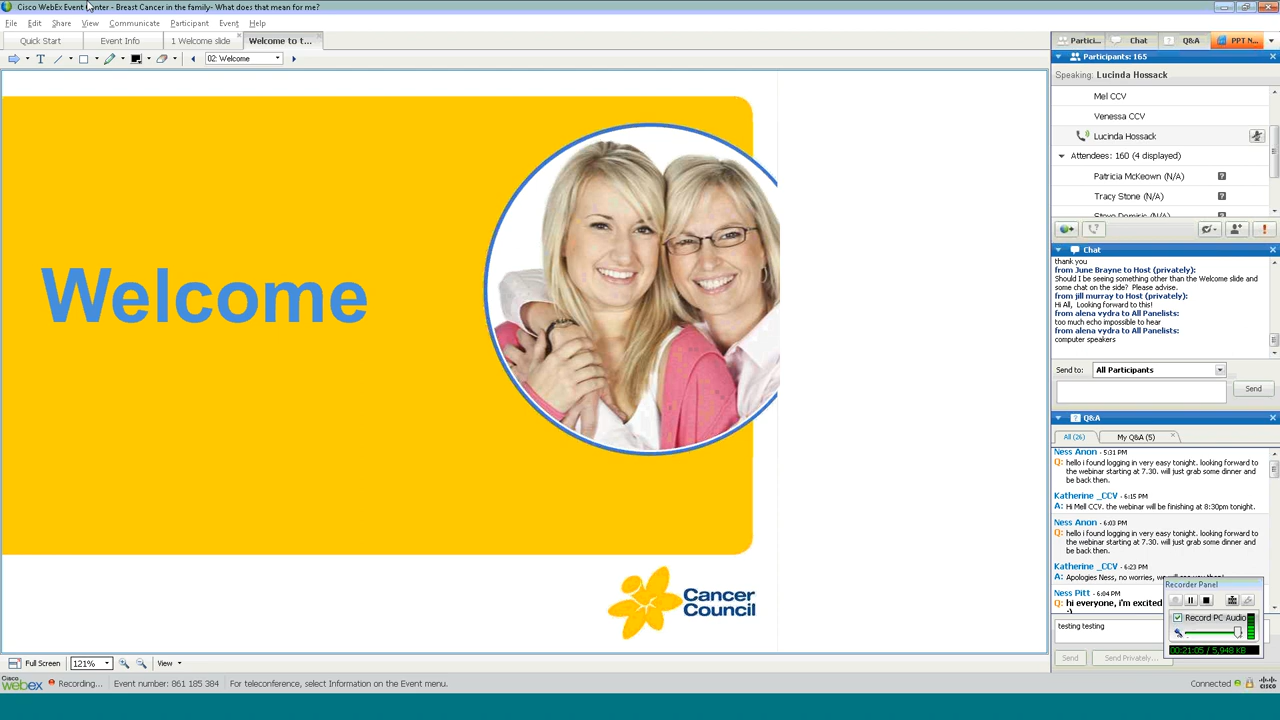 Cisco WebEx Event Center - Breast Cancer in the family- What does that mean for me?
File Edit Share View Communicate Participant Event Help
Quick Start Event Info 1 Welcome slide Welcome to t...
Partici... Chat Q&A PPT N...
T 02: Welcome
Participants: 165
Speaking: Lucinda Hossack
Mel CCV
Venessa CCV
Lucinda Hossack
Attendees: 160 (4 displayed)
Patricia McKeown (N/A)
Tracy Stone (N/A)
Chat
thank you
from June Brayne to Host (privately):
Should I be seeing something other than the Welcome slide and
some chat on the side? Please advise.
from jill murray to Host (privately):
Hi All, Looking forward to this!
from alena vydra to All Panelists:
too much echo impossible to hear
from alena vydra to All Panelists:
computer speakers
Send to: All Participants
Send
Q&A
All (26) My Q&A (5)
Ness Anon - 5:31 PM
Q: hello i found logging in very easy tonight. looking forward to
the webinar starting at 7.30. will just grab some dinner and
be back then.
Katherine _CCV - 6:15 PM
A: Hi Mell CCV. the webinar will be finishing at 8:30pm tonight.
Ness Anon - 6:03 PM
Q: hello i found logging in very easy tonight. looking forward to
the webinar starting at 7.30. will just grab some dinner and
be back then.
Katherine _CCV - 6:23 PM
A: Apologies Ness, no worries,
Ness Pitt - 6:04 PM
Q: hi everyone, i'm excited
:)
Recorder Panel
Record PC Audio
00:21:05 / 5,948 KB
testing testing
Send Send Privately...
Welcome
Cancer
Council
Full Screen 121% View
Cisco
webex Recording... Event number: 861 185 384 For teleconference, select Information on the Event menu. Connected
CISCO